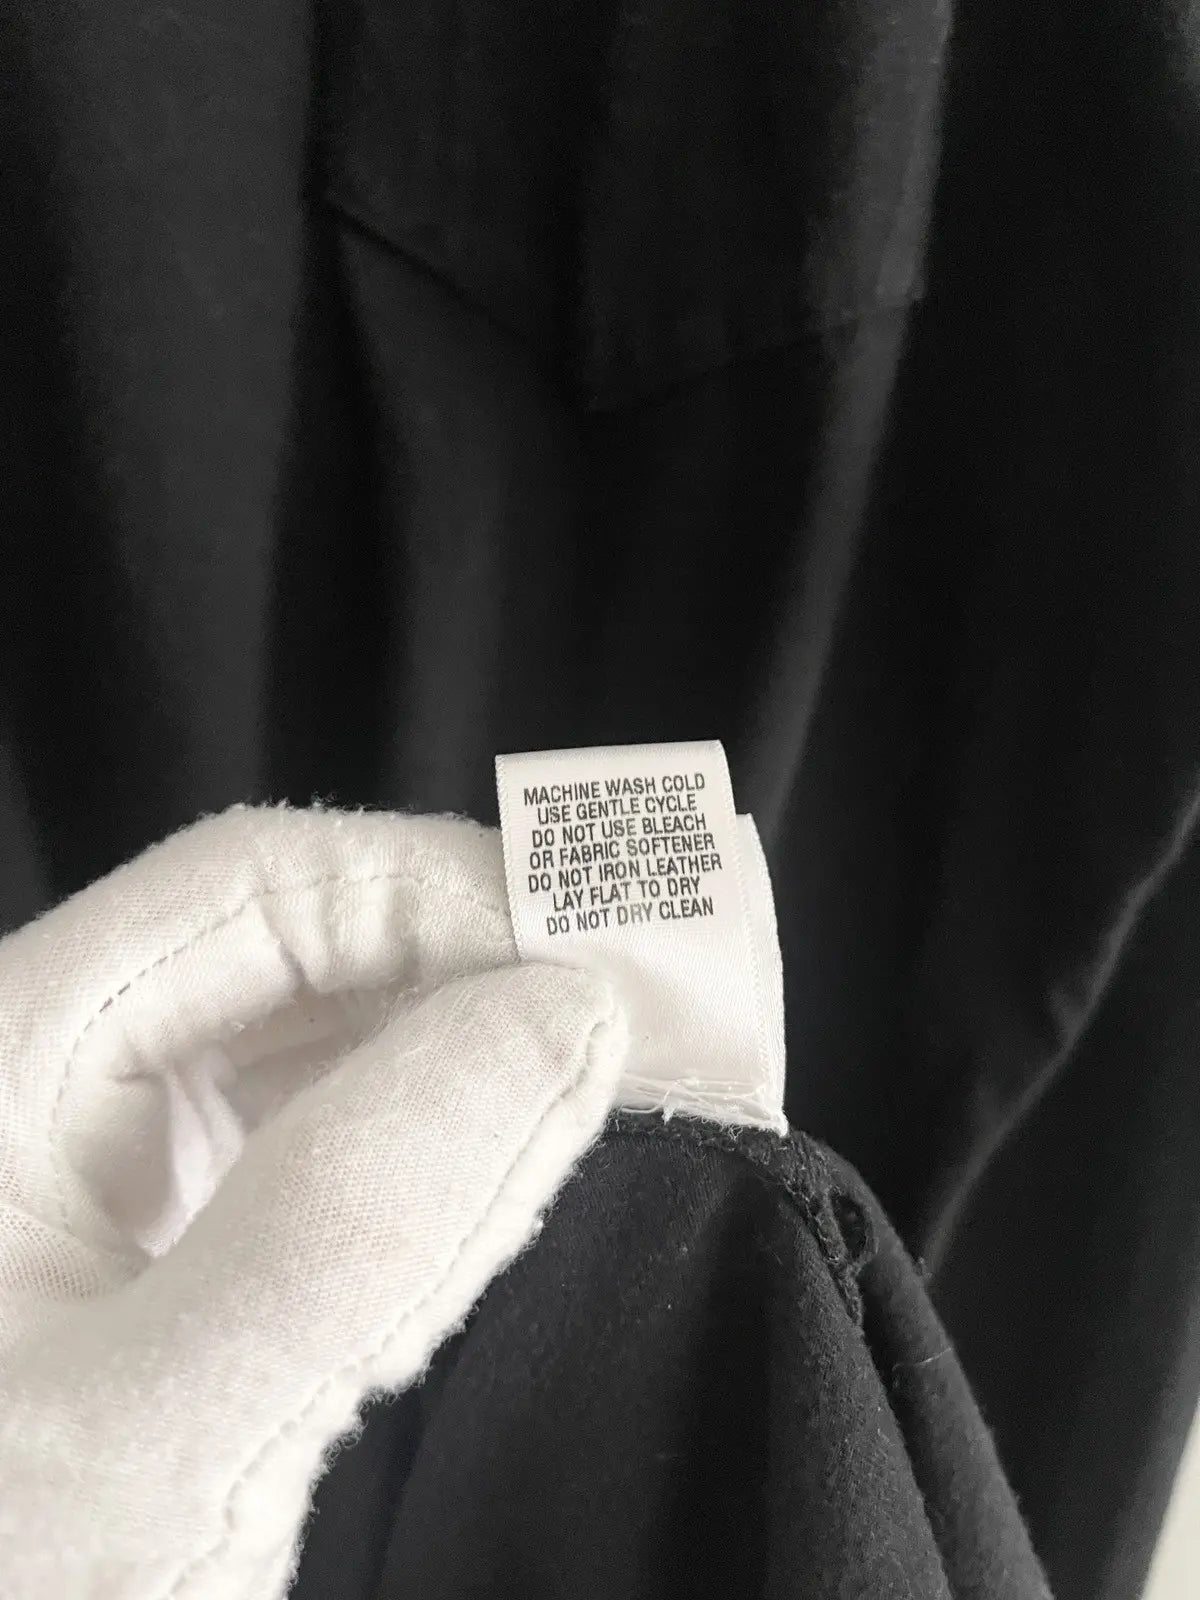 MACHINE WASH COLD
USE GENTLE CYCLE
DO NOT USE BLEACH
OR FABRIC SOFTENER
DO NOT IRON LEATHER
LAY FLAT TO DRY
DO NOT DRY CLEAN